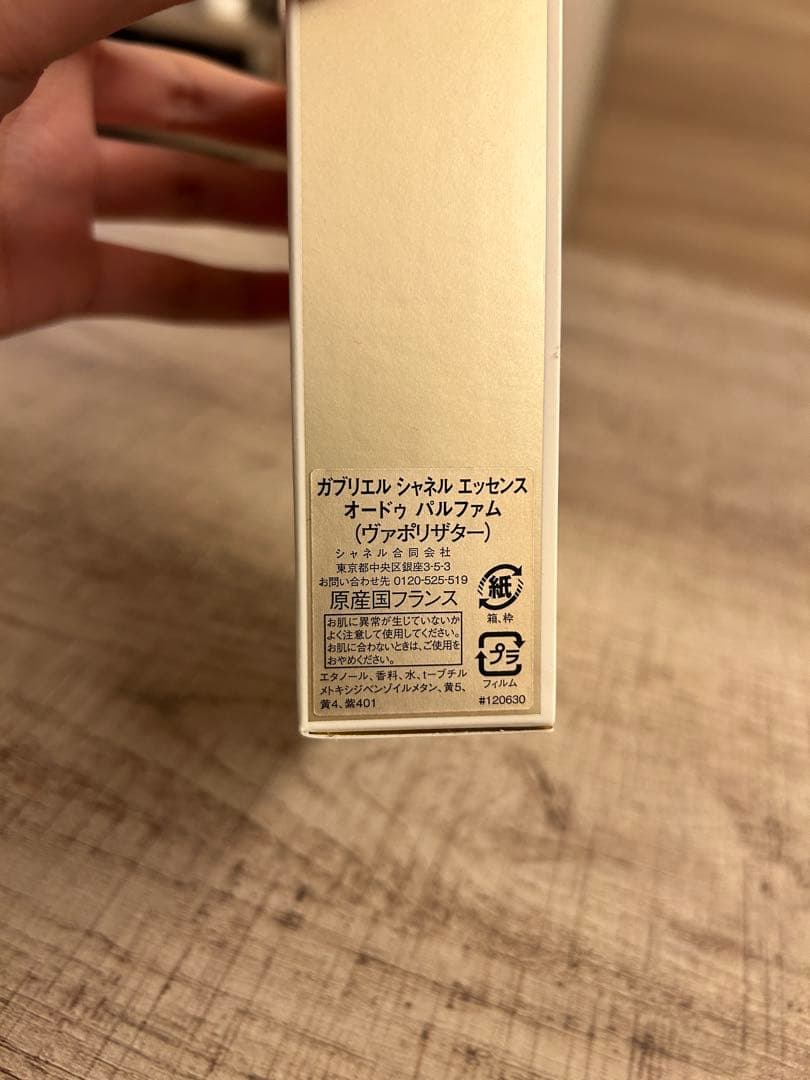 ガブリエル シャネル エッセンス
オードゥ パルファム
(ヴァポリザター)
シャネル合同会社
東京都中央区銀座3-5-3
お問い合わせ先 0120-525-519
原産国フランス
お肌に異常が生じていないか
よく注意して使用してください。
お肌に合わないときは、ご使用を
おやめください。
エタノール、香料、水、t-ブチル
メトキシジベンゾイルメタン、黄5、
黄4、紫401
紙
箱、枠
プラ
フィルム
#120630